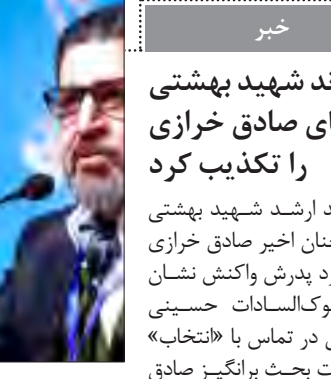 خبر
ند شهید بهشتی
ای صادق خرازی
را تکذیب کرد
د ارشد شهید بهشتی
خنان اخیر صادق خرازی
رد پدرش واکنش نشان
وک‌السادات حسینی
ی در تماس با «انتخاب»
ت بحث برانگیز صادق